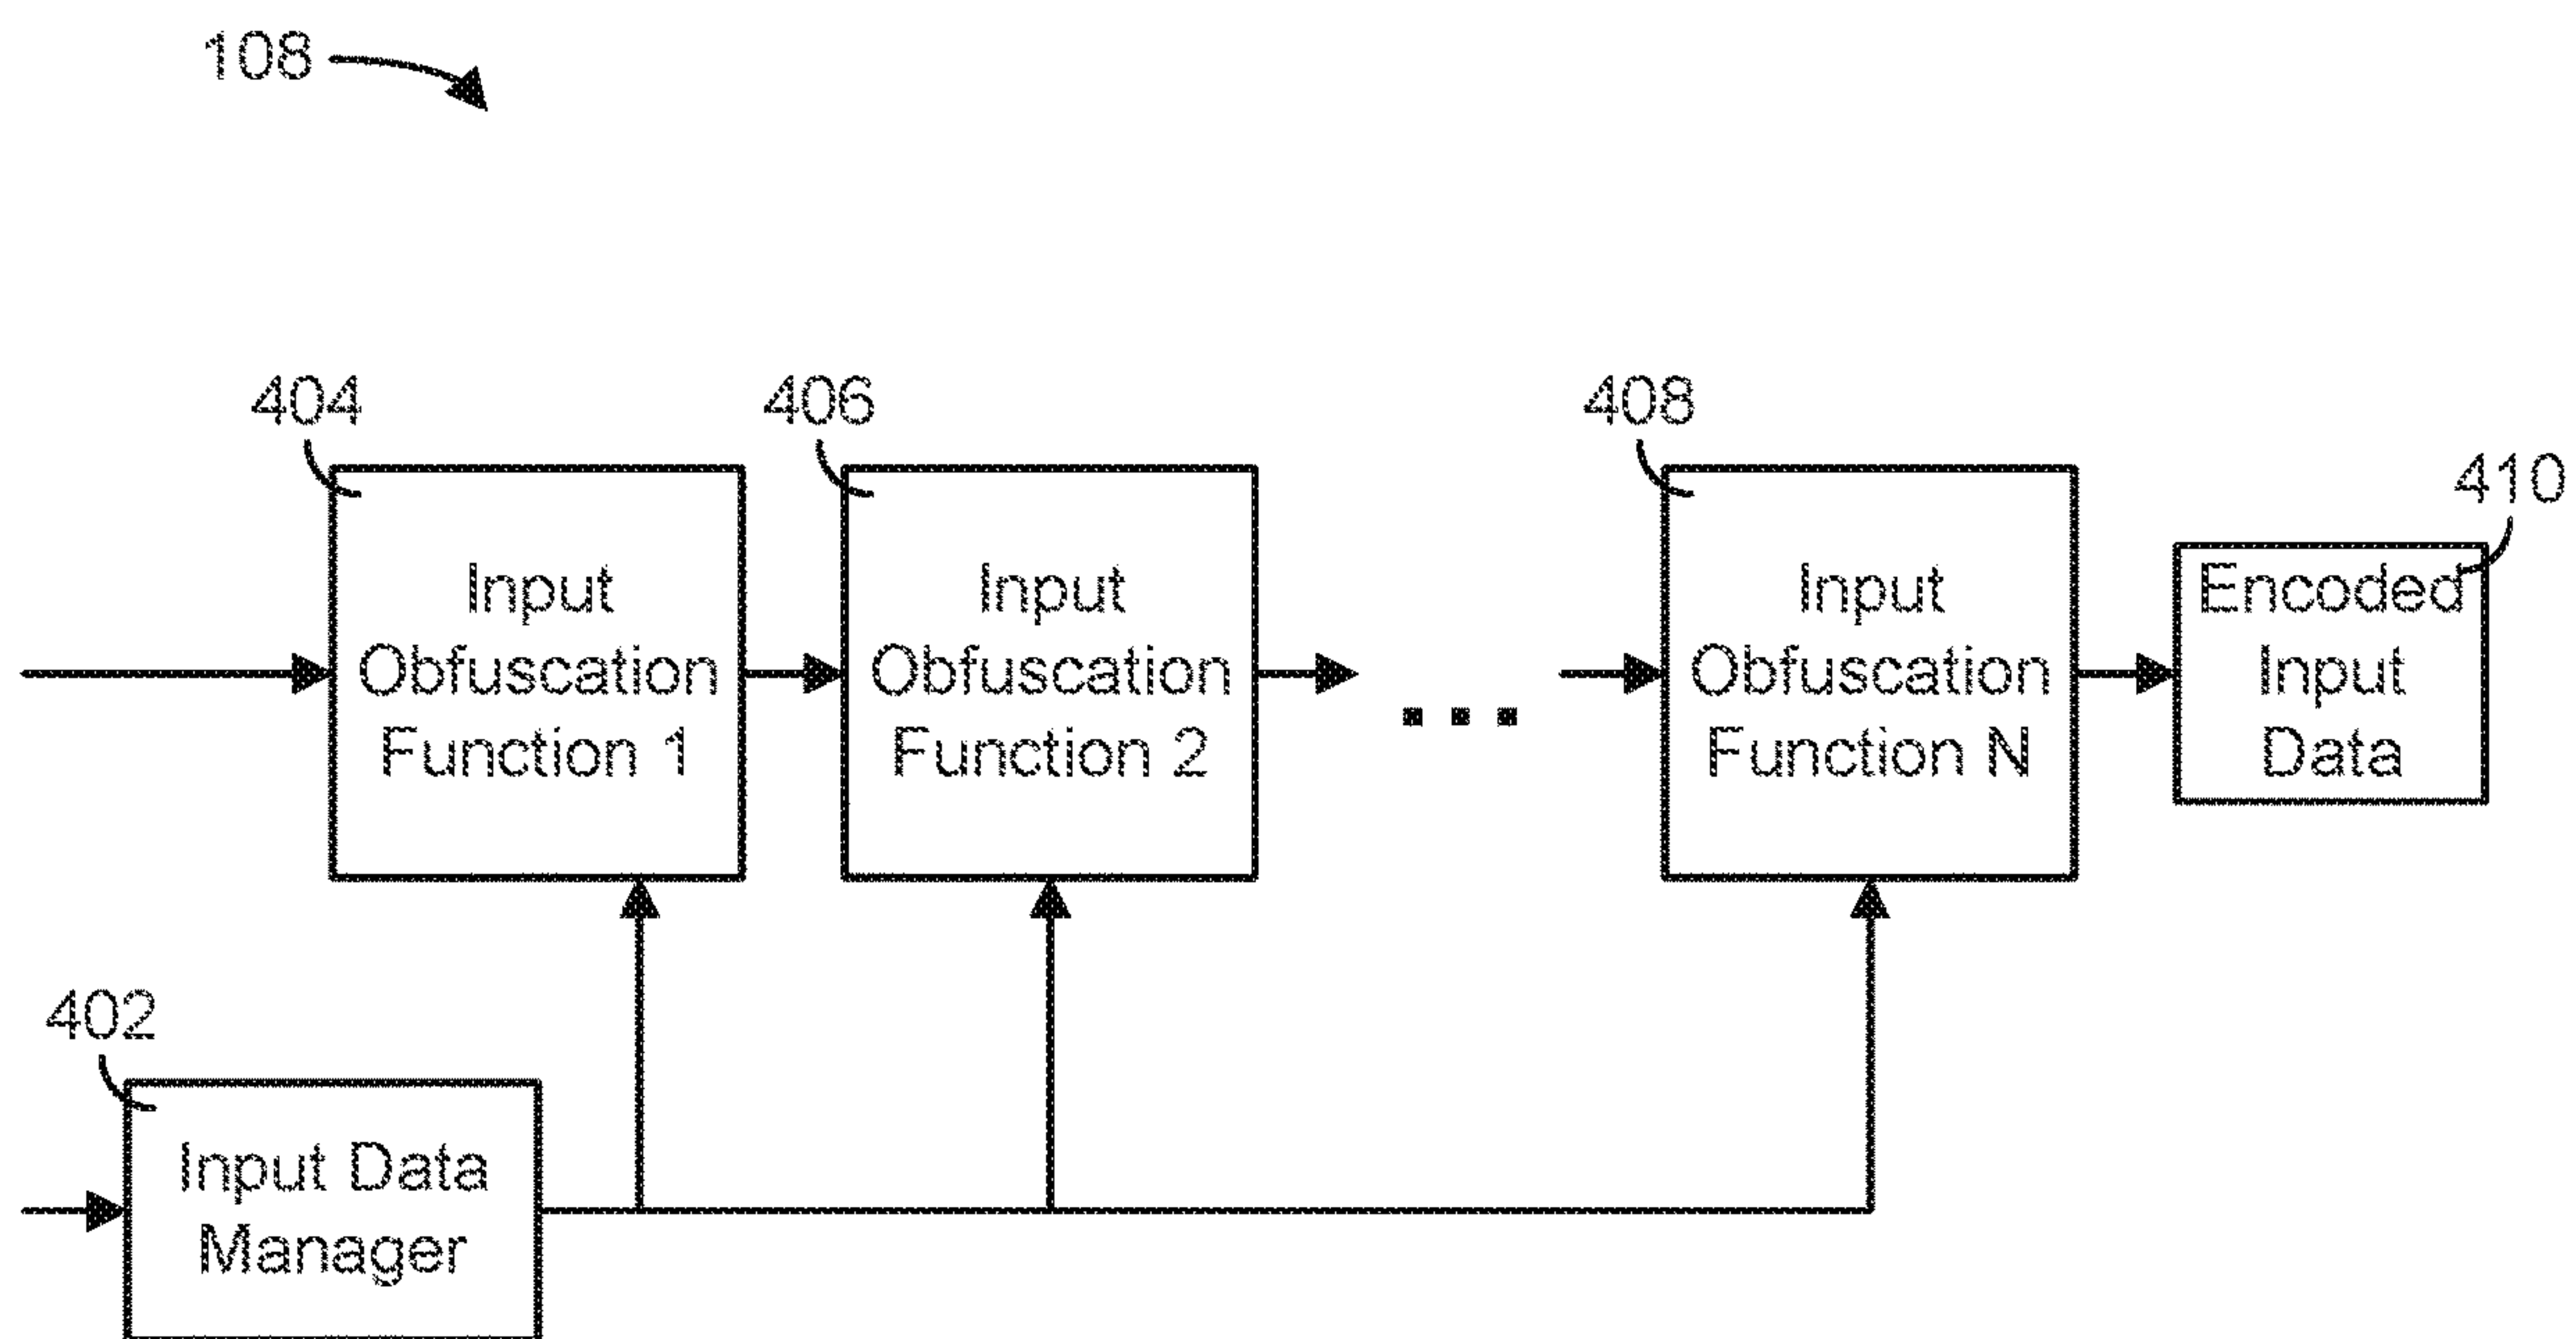 108
404
406
408
410
Input
Obfuscation
Function 1
Input
Obfuscation
Function 2
...
Input
Obfuscation
Function N
Encoded
Input
Data
402
Input Data
Manager